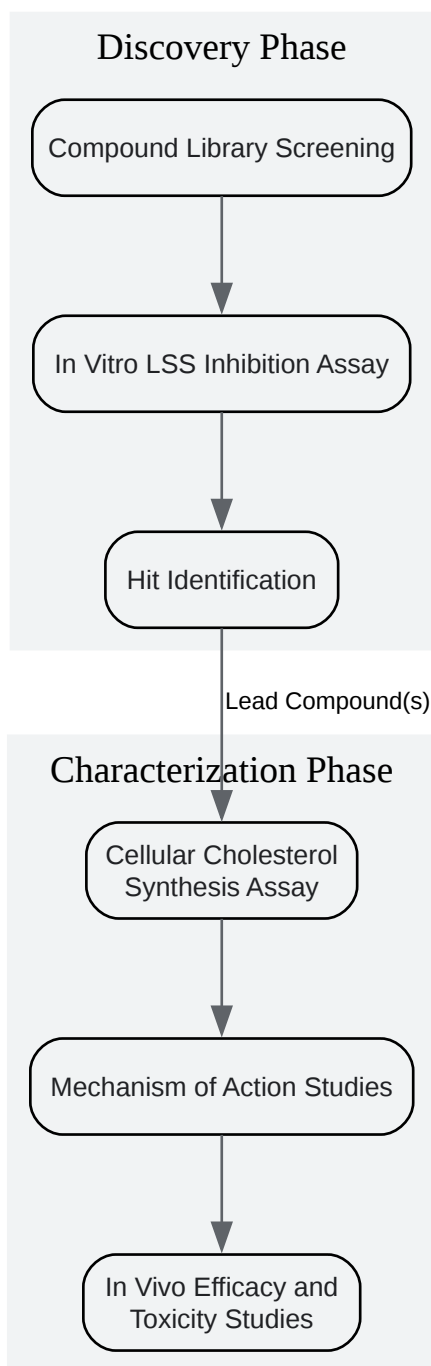 Discovery Phase
Compound Library Screening
In Vitro LSS Inhibition Assay
Hit Identification
Lead Compound(s)
Characterization Phase
Cellular Cholesterol
Synthesis Assay
Mechanism of Action Studies
In Vivo Efficacy and
Toxicity Studies